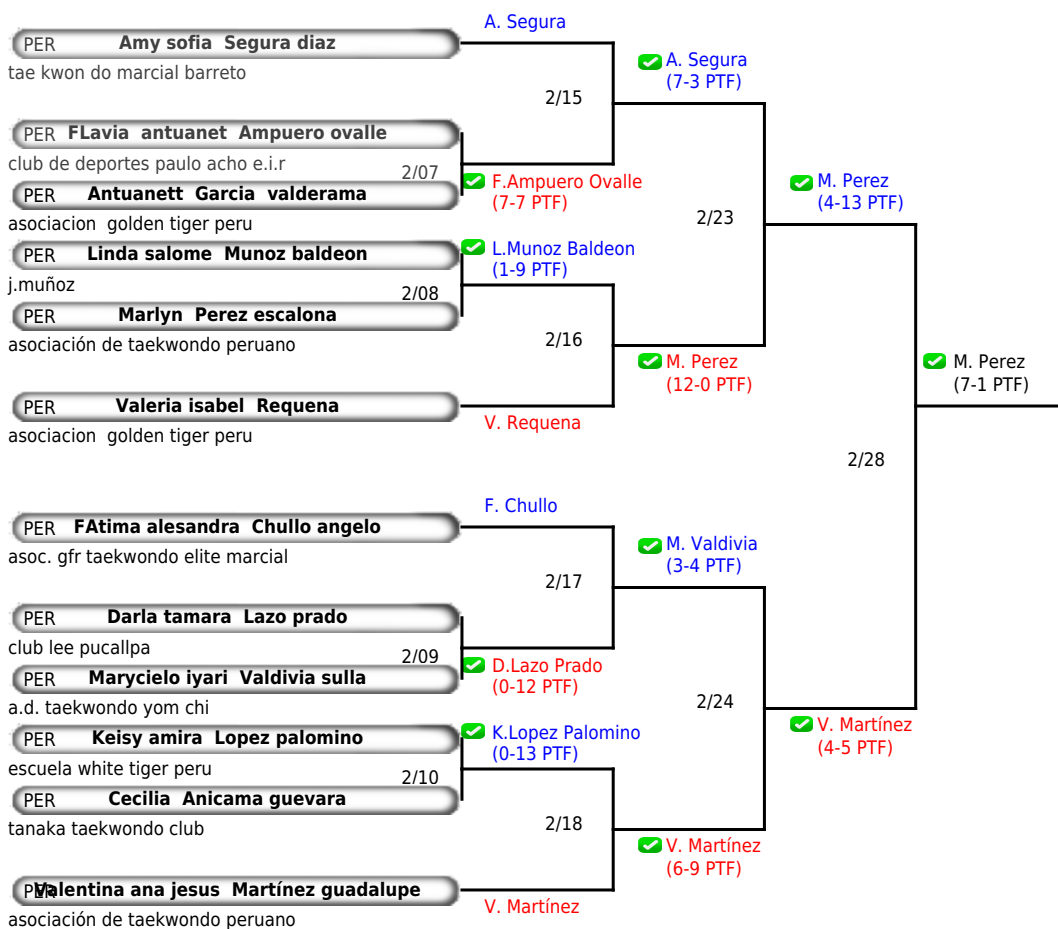 A. Segura
PER Amy sofia Segura diaz
tae kwon do marcial barreto
A. Segura
(7-3 PTF)
2/15
PER FLavia antuanet Ampuero ovalle
club de deportes paulo acho e.i.r
2/07
F.Ampuero Ovalle
(7-7 PTF)
PER Antuanett Garcia valderama
asociacion golden tiger peru
M. Perez
(4-13 PTF)
2/23
PER Linda salome Munoz baldeon
j.muñoz
L.Munoz Baldeon
(1-9 PTF)
2/08
PER Marlyn Perez escalona
asociación de taekwondo peruano
2/16
M. Perez
(12-0 PTF)
M. Perez
(7-1 PTF)
PER Valeria isabel Requena
asociacion golden tiger peru
V. Requena
2/28
F. Chullo
PER FAtima alesandra Chullo angelo
asoc. gfr taekwondo elite marcial
M. Valdivia
(3-4 PTF)
2/17
PER Darla tamara Lazo prado
club lee pucallpa
2/09
D.Lazo Prado
(0-12 PTF)
PER Marycielo iyari Valdivia sulla
a.d. taekwondo yom chi
2/24
V. Martínez
(4-5 PTF)
PER Keisy amira Lopez palomino
escuela white tiger peru
K.Lopez Palomino
(0-13 PTF)
2/10
PER Cecilia Anicama guevara
tanaka taekwondo club
2/18
V. Martínez
(6-9 PTF)
PER Valentina ana jesus Martínez guadalupe
asociación de taekwondo peruano
V. Martínez